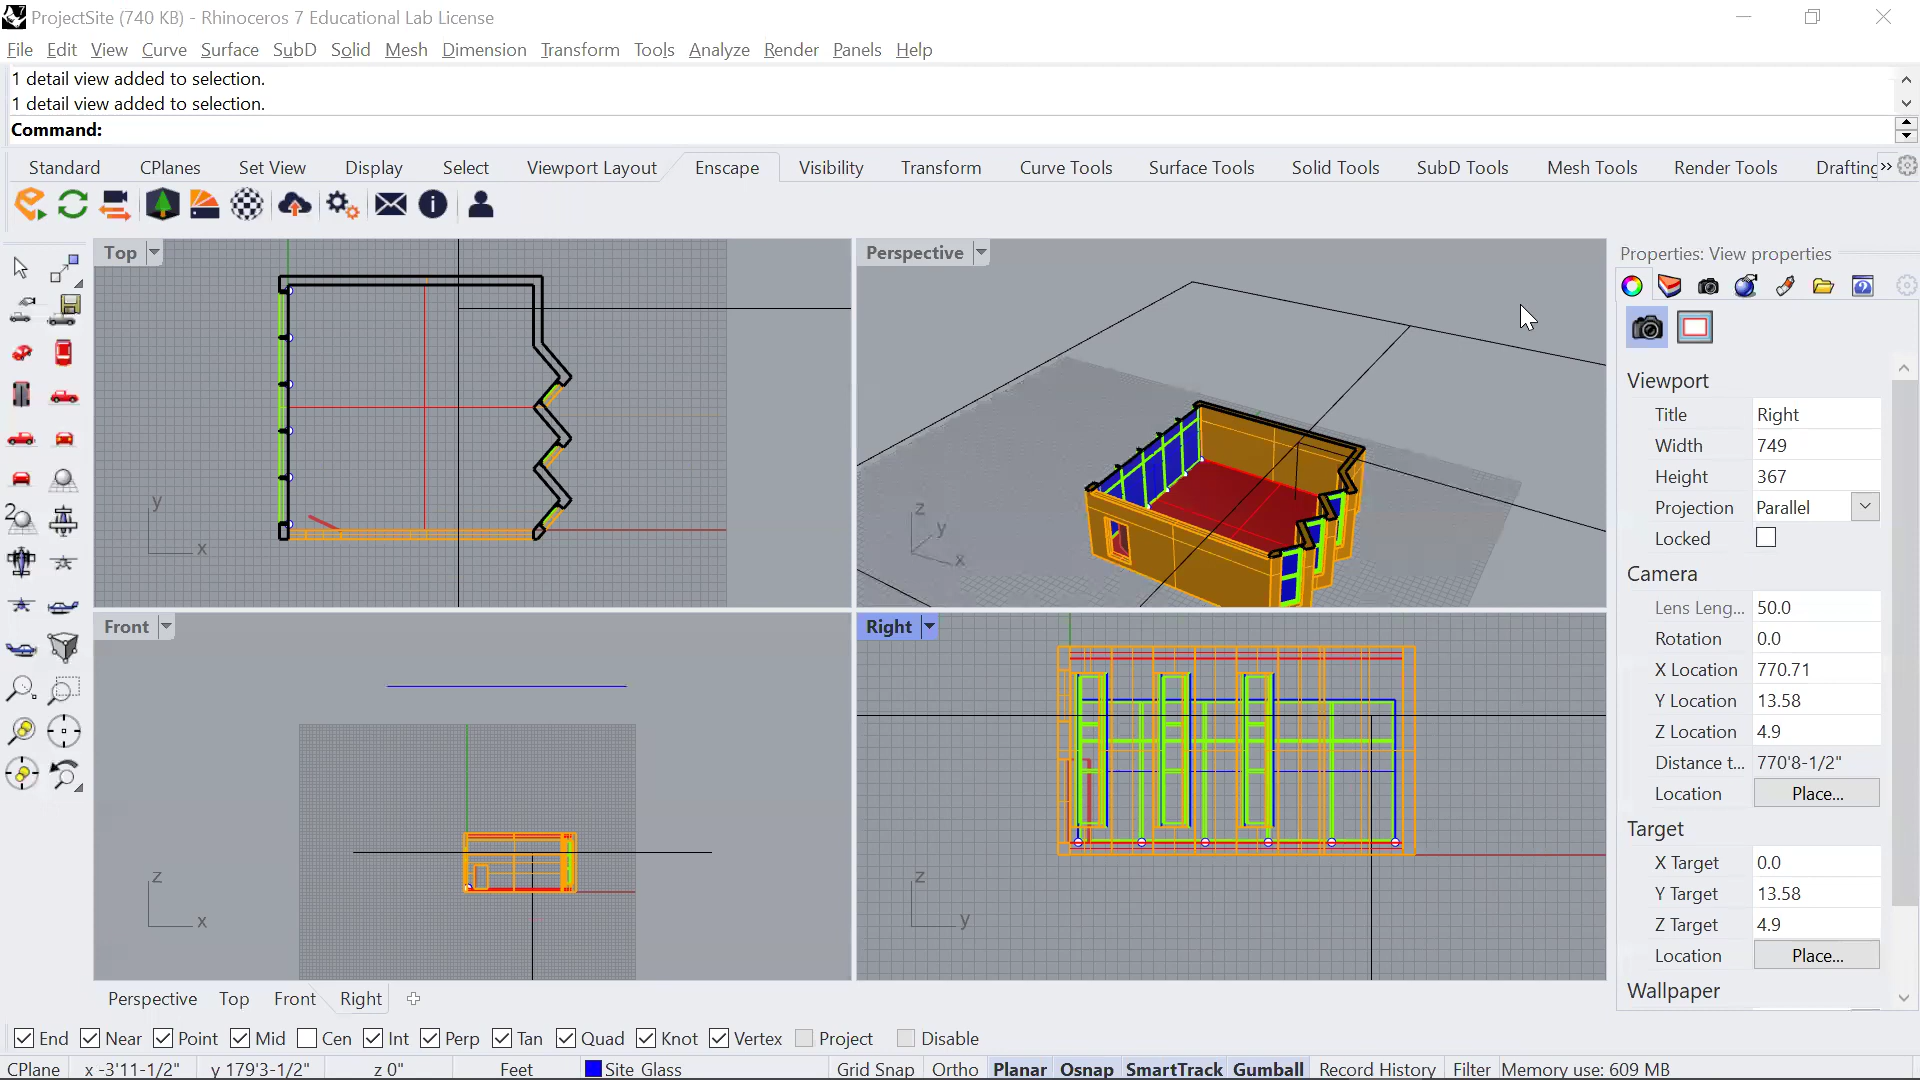 ProjectSite (740 KB) - Rhinoceros 7 Educational Lab License
File Edit View Curve Surface SubD Solid Mesh Dimension Transform Tools Analyze Render Panels Help
1 detail view added to selection.
1 detail view added to selection.
Command:
Standard CPlanes Set View Display Select Viewport Layout Enscape Visibility Transform Curve Tools Surface Tools Solid Tools SubD Tools Mesh Tools Render Tools Drafting »
Top
Perspective
Properties: View properties
Viewport
Title Right
Width 749
Height 367
Projection Parallel
Locked
Camera
Lens Leng... 50.0
Rotation 0.0
X Location 770.71
Y Location 13.58
Z Location 4.9
Distance t... 770'8-1/2"
Location Place...
Target
X Target 0.0
Y Target 13.58
Z Target 4.9
Location Place...
Wallpaper
y
x
z
y
x
Front
Right
z
x
z
y
2
Perspective Top Front Right
End Near Point Mid Cen Int Perp Tan Quad Knot Vertex Project Disable
CPlane x -3'11-1/2" y 179'3-1/2" z 0" Feet Site Glass Grid Snap Ortho Planar Osnap SmartTrack Gumball Record History Filter Memory use: 609 MB